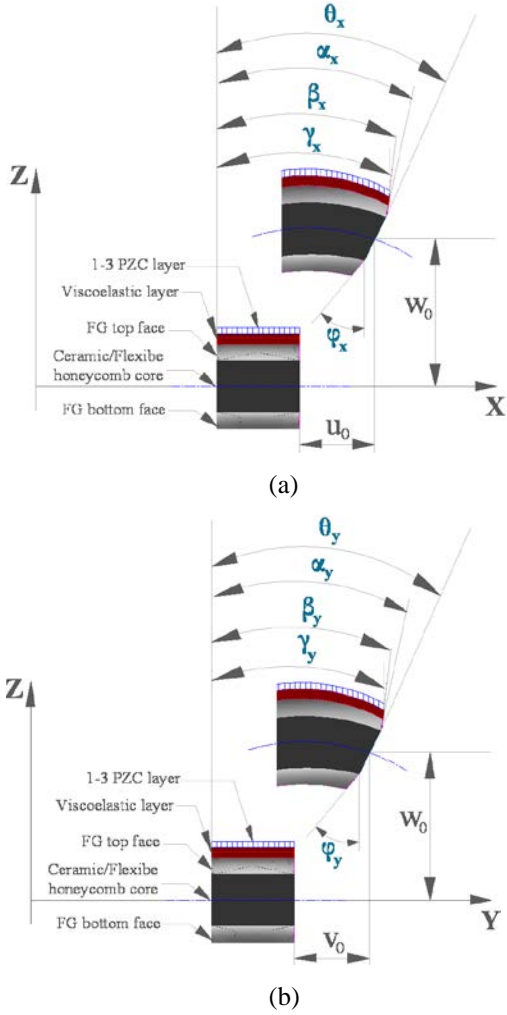 θx
αx
βx
γx
Z
1-3 PZC layer
Viscoelastic layer
FG top face
Ceramic/Flexibe
honeycomb core
FG bottom face
φx
w0
X
u0
(a)
θy
αy
βy
γy
Z
1-3 PZC layer
Viscoelastic layer
FG top face
Ceramic/Flexibe
honeycomb core
FG bottom face
φy
w0
Y
v0
(b)